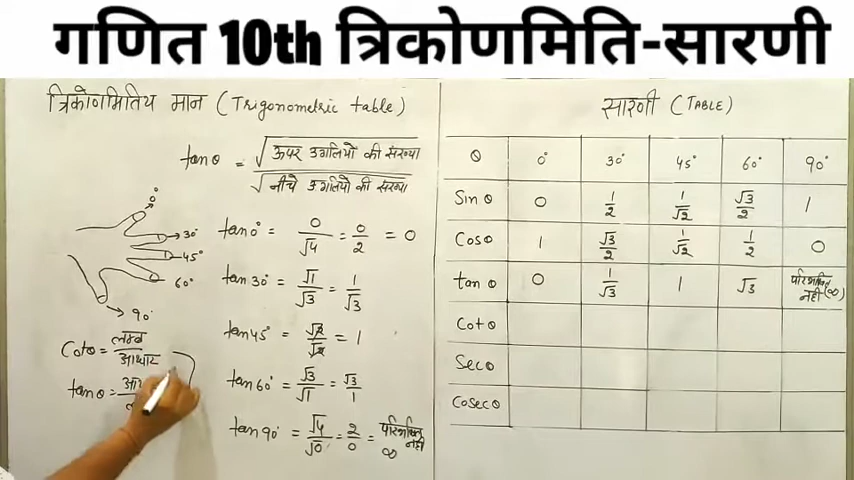 गणित 10th त्रिकोणमिति-सारणी
त्रिकोणमितिय मान (Trigonometric table)
tanθ = √ऊपर उंगलियो की संख्या / √नीचे उंगलियो की संख्या
0°
30°
45°
60°
90°
tan0° = 0/√4 = 0/2 = 0
tan30° = √1/√3 = 1/√3
tan45° = √2/√2 = 1
tan60° = √3/√1 = √3/1
tan90° = √4/√0 = 2/0 = परिभाषित नही ∞
Cotθ = लम्ब/आधार
tanθ =
सारणी (TABLE)
θ 0° 30° 45° 60° 90°
Sinθ 0 1/2 1/√2 √3/2 1
Cosθ 1 √3/2 1/√2 1/2 0
tanθ 0 1/√3 1 √3 परिभाषित नही (∞)
Cotθ
Secθ
Cosecθ